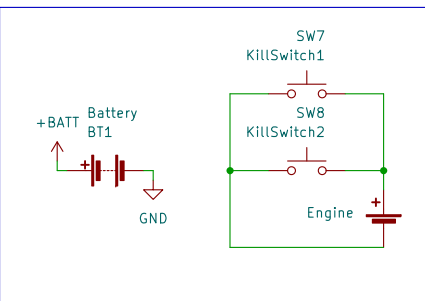 SW7
KillSwitch1
SW8
KillSwitch2
Battery
+BATT
BT1
+
GND
Engine
+